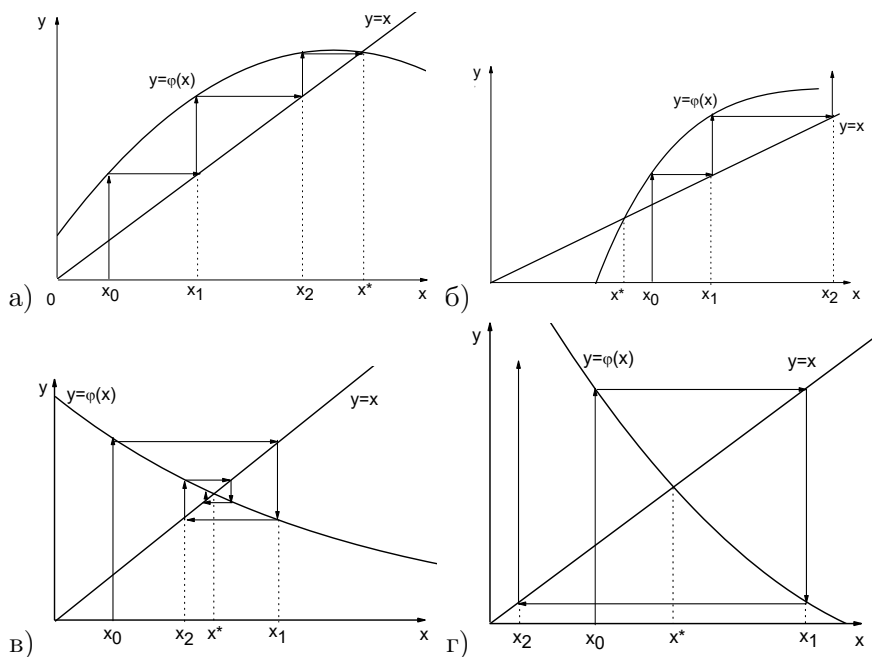 y
y=x
y=φ(x)
а)
0
x₀
x₁
x₂
x*
x
y
y=φ(x)
y=x
б)
x*
x₀
x₁
x₂
x
y
y=φ(x)
y=x
в)
x₀
x₂
x*
x₁
x
y
y=φ(x)
y=x
г)
x₂
x₀
x*
x₁
x